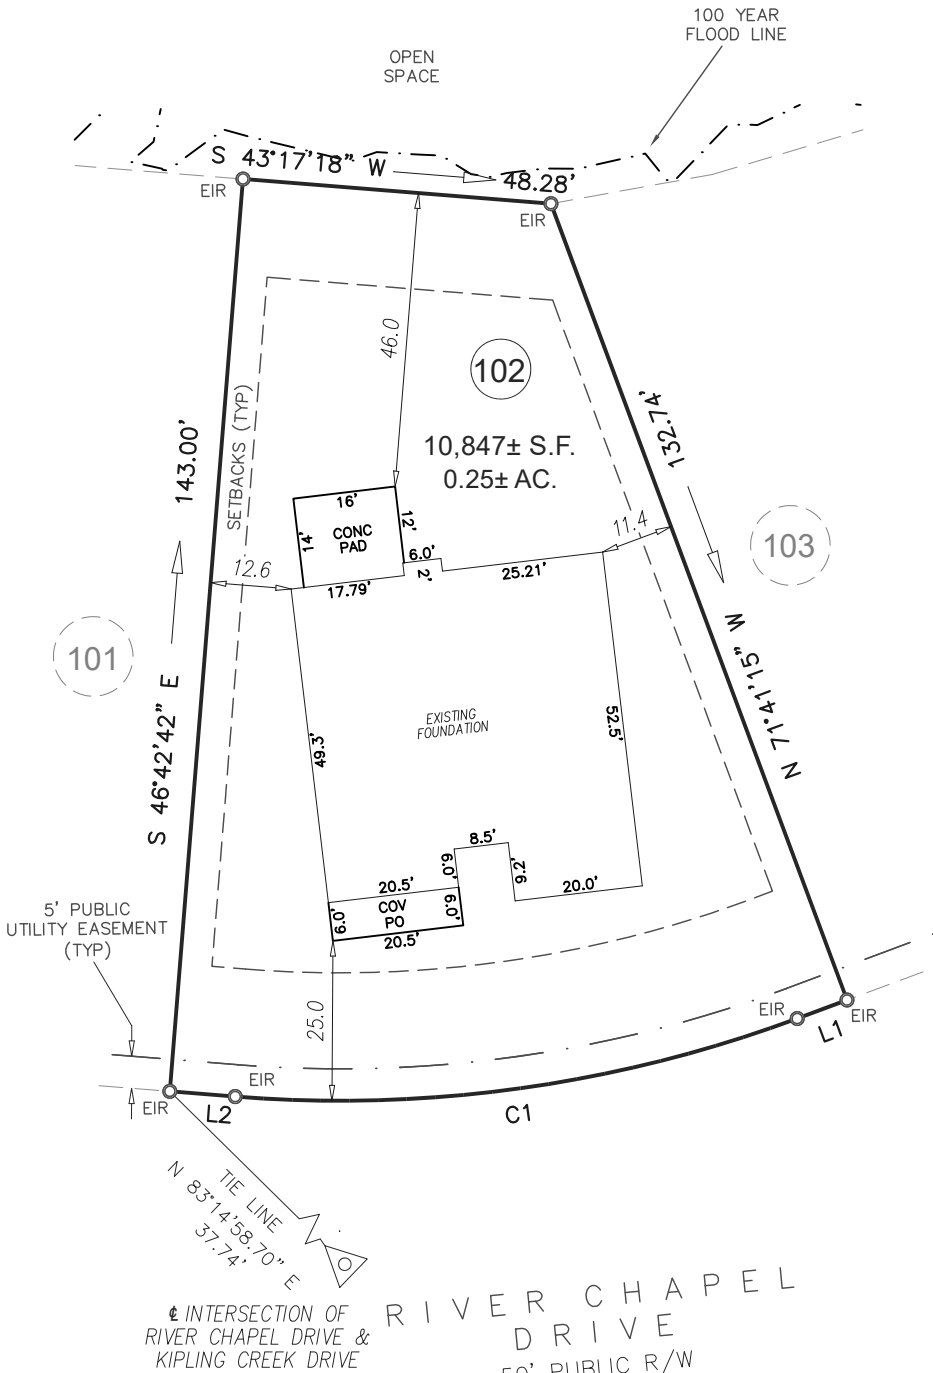 100 YEAR
FLOOD LINE
OPEN
SPACE
S 43°17'18" W
48.28'
EIR
EIR
46.0
102
10,847± S.F.
0.25± AC.
SETBACKS (TYP)
143.00'
132.74'
16'
CONC
PAD
14'
12'
6.0'
2'
11.4
103
12.6
17.79'
25.21'
101
S 46°42'42" E
N 71°41'15" W
EXISTING
FOUNDATION
49.3'
52.5'
8.5'
6.0'
9.2'
20.5'
20.0'
COV
PO
6.0'
6.0'
20.5'
5' PUBLIC
UTILITY EASEMENT
(TYP)
25.0
EIR
EIR
L1
EIR
EIR
L2
C1
TIE LINE
N 83°14'58.70" E
37.74'
℄ INTERSECTION OF
RIVER CHAPEL DRIVE &
KIPLING CREEK DRIVE
RIVER CHAPEL
DRIVE
50' PUBLIC R/W